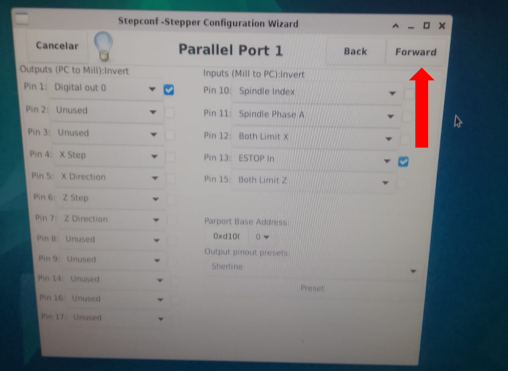 Stepconf -Stepper Configuration Wizard
Cancelar
Parallel Port 1
Back
Forward
Outputs (PC to Mill):Invert
Pin 1: Digital out 0
Pin 2: Unused
Pin 3: Unused
Pin 4: X Step
Pin 5: X Direction
Pin 6: Z Step
Pin 7: Z Direction
Pin 8: Unused
Pin 9: Unused
Pin 14: Unused
Pin 16: Unused
Pin 17: Unused
Inputs (Mill to PC):Invert
Pin 10: Spindle Index
Pin 11: Spindle Phase A
Pin 12: Both Limit X
Pin 13: ESTOP In
Pin 15: Both Limit Z
Parport Base Address:
0xd10( 0
Output pinout presets:
Sherline
Preset